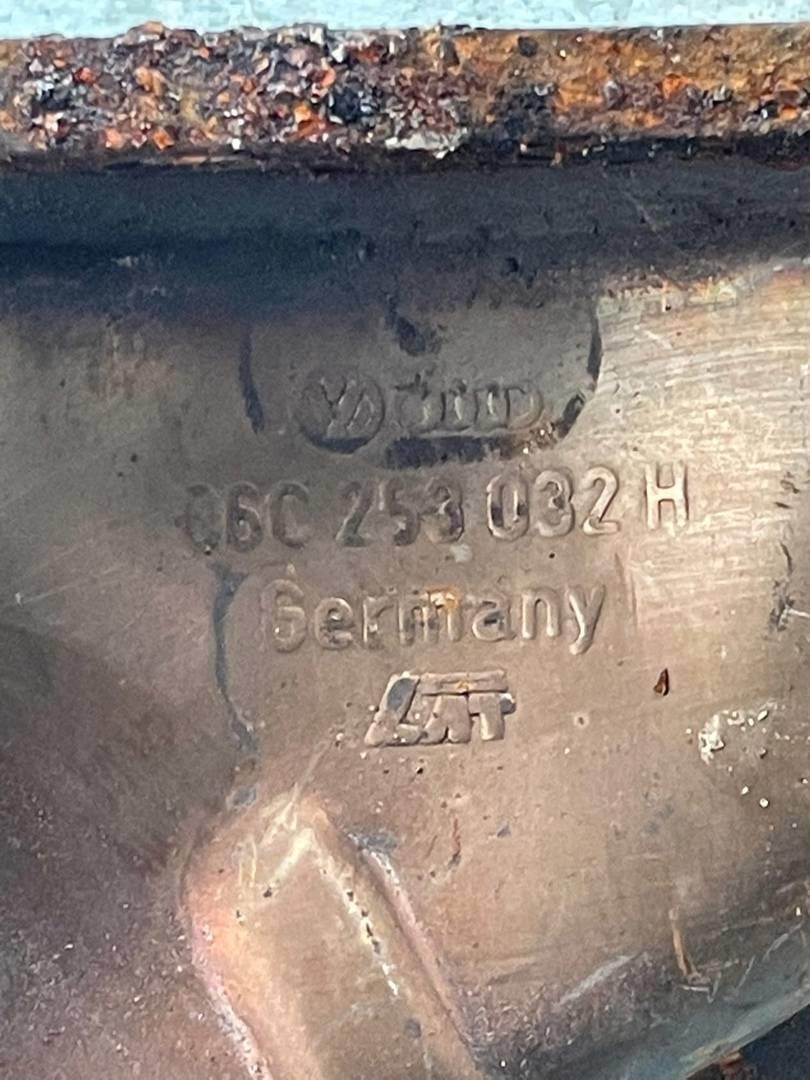 06C 253 032 H
Germany
LAT